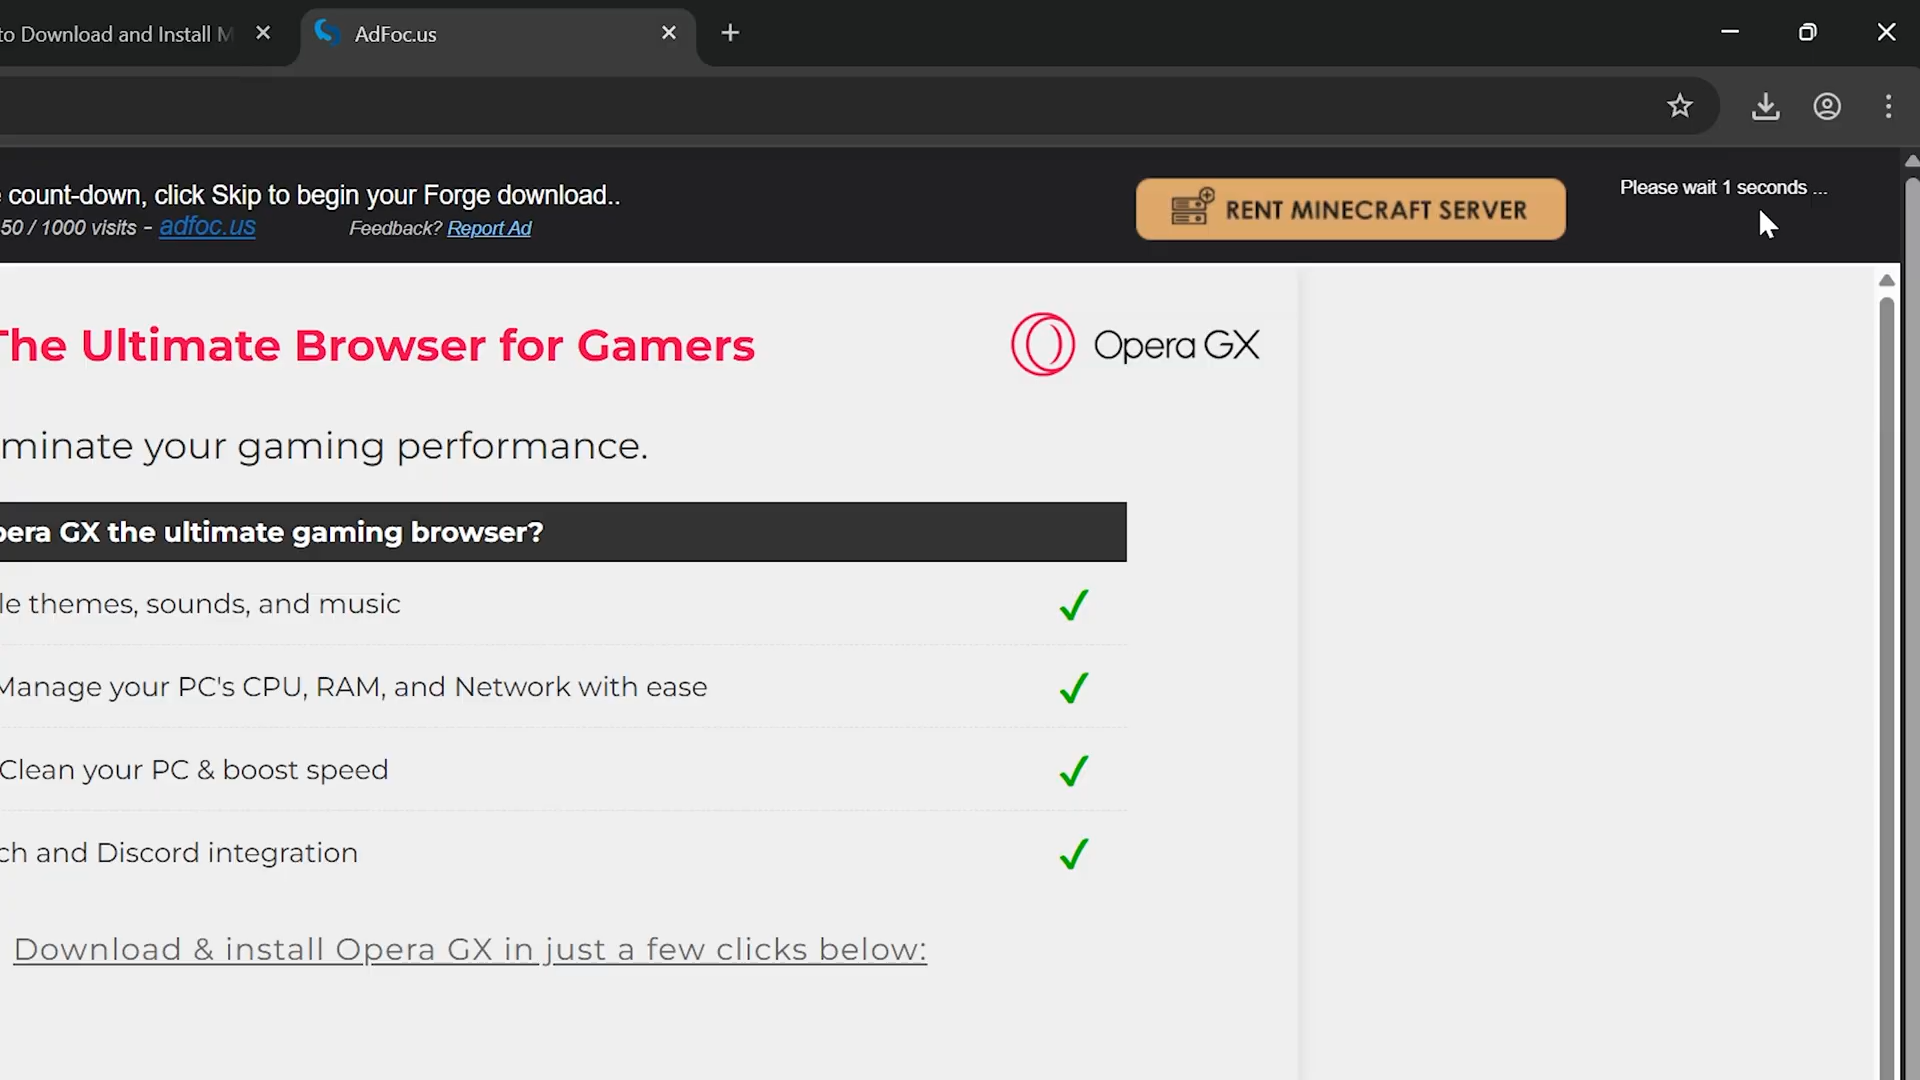 to Download and Install M
AdFoc.us
count-down, click Skip to begin your Forge download..
50 / 1000 visits - adfoc.us
Feedback? Report Ad
RENT MINECRAFT SERVER
Please wait 1 seconds ...
The Ultimate Browser for Gamers
Opera GX
minate your gaming performance.
pera GX the ultimate gaming browser?
le themes, sounds, and music
Manage your PC's CPU, RAM, and Network with ease
Clean your PC & boost speed
ch and Discord integration
Download & install Opera GX in just a few clicks below: